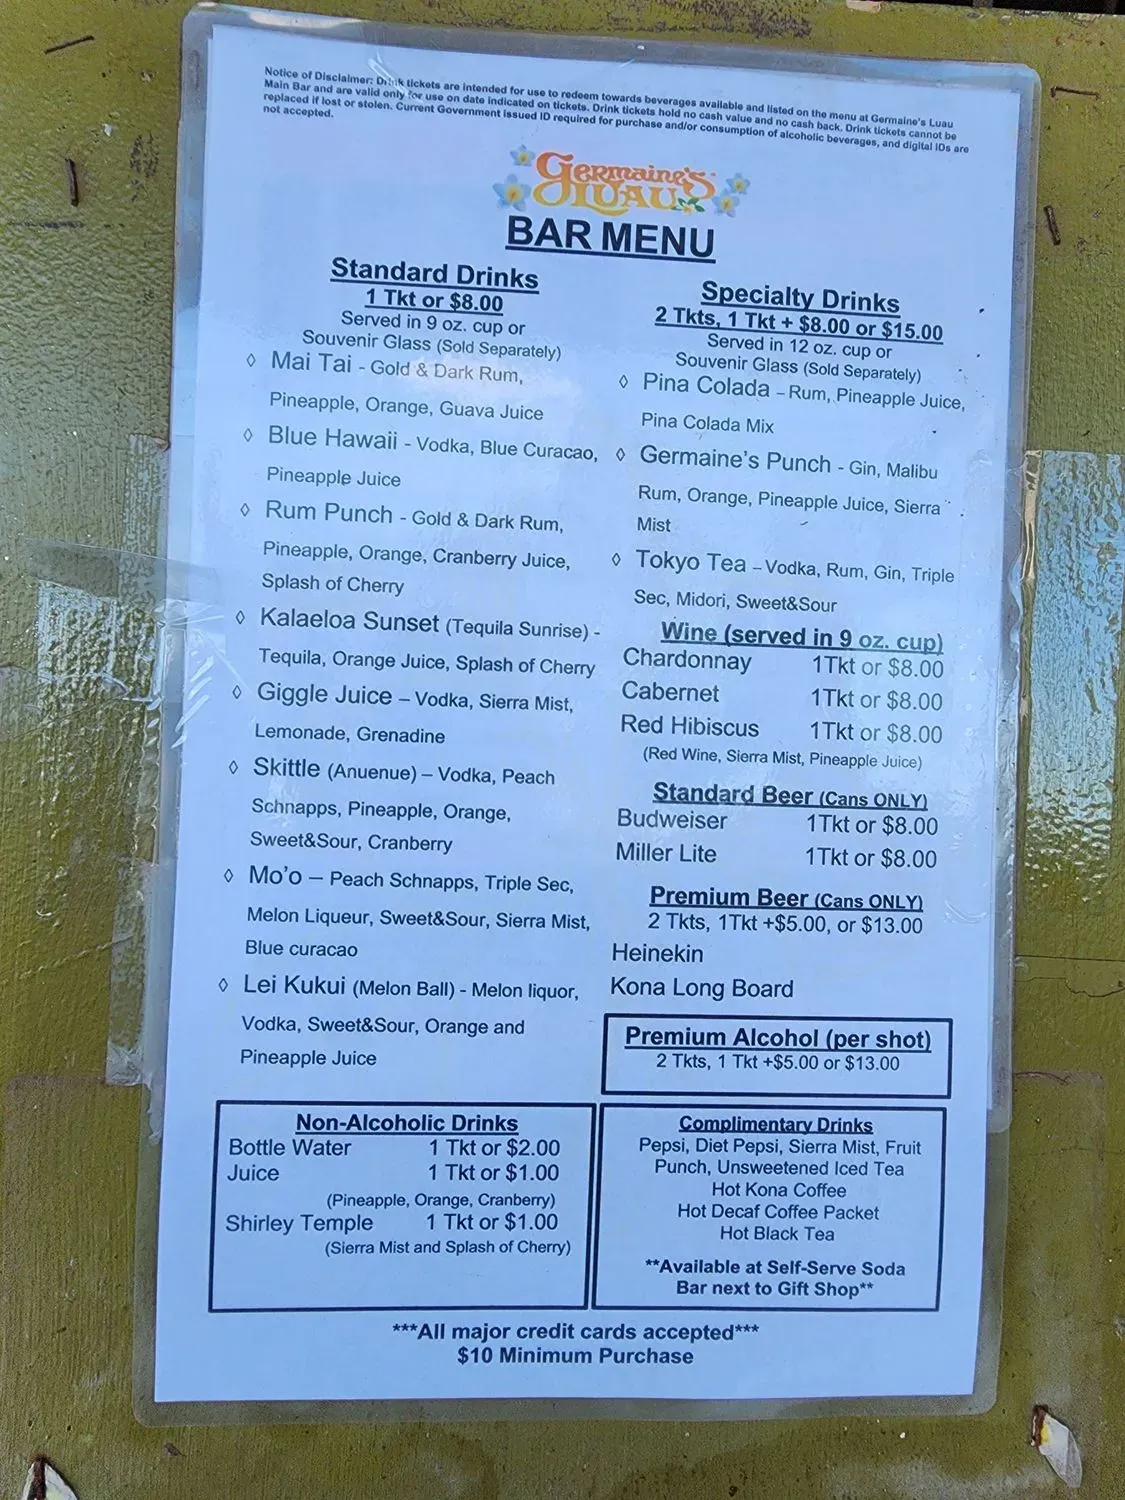 Notice of Disclaimer: Drink tickets are intended for use to redeem towards beverages available and listed on the menu at Germaine's Luau
Main Bar and are valid only for use on date indicated on tickets. Drink tickets hold no cash value and no cash back. Drink tickets cannot be
replaced if lost or stolen. Current Government issued ID required for purchase and/or consumption of alcoholic beverages, and digital IDs are
not accepted.
Germaine's
LUAU
BAR MENU
Standard Drinks
1 Tkt or $8.00
Served in 9 oz. cup or
Souvenir Glass (Sold Separately)
◊ Mai Tai - Gold & Dark Rum,
Pineapple, Orange, Guava Juice
◊ Blue Hawaii - Vodka, Blue Curacao,
Pineapple Juice
◊ Rum Punch - Gold & Dark Rum,
Pineapple, Orange, Cranberry Juice,
Splash of Cherry
◊ Kalaeloa Sunset (Tequila Sunrise) -
Tequila, Orange Juice, Splash of Cherry
◊ Giggle Juice – Vodka, Sierra Mist,
Lemonade, Grenadine
◊ Skittle (Anuenue) – Vodka, Peach
Schnapps, Pineapple, Orange,
Sweet&Sour, Cranberry
◊ Mo'o – Peach Schnapps, Triple Sec,
Melon Liqueur, Sweet&Sour, Sierra Mist,
Blue curacao
◊ Lei Kukui (Melon Ball) - Melon liquor,
Vodka, Sweet&Sour, Orange and
Pineapple Juice
Specialty Drinks
2 Tkts, 1 Tkt + $8.00 or $15.00
Served in 12 oz. cup or
Souvenir Glass (Sold Separately)
◊ Pina Colada – Rum, Pineapple Juice,
Pina Colada Mix
◊ Germaine's Punch - Gin, Malibu
Rum, Orange, Pineapple Juice, Sierra
Mist
◊ Tokyo Tea – Vodka, Rum, Gin, Triple
Sec, Midori, Sweet&Sour
Wine (served in 9 oz. cup)
Chardonnay 1Tkt or $8.00
Cabernet 1Tkt or $8.00
Red Hibiscus 1Tkt or $8.00
(Red Wine, Sierra Mist, Pineapple Juice)
Standard Beer (Cans ONLY)
Budweiser 1Tkt or $8.00
Miller Lite 1Tkt or $8.00
Premium Beer (Cans ONLY)
2 Tkts, 1Tkt +$5.00, or $13.00
Heinekin
Kona Long Board
Premium Alcohol (per shot)
2 Tkts, 1 Tkt +$5.00 or $13.00
Non-Alcoholic Drinks
Bottle Water 1 Tkt or $2.00
Juice 1 Tkt or $1.00
(Pineapple, Orange, Cranberry)
Shirley Temple 1 Tkt or $1.00
(Sierra Mist and Splash of Cherry)
Complimentary Drinks
Pepsi, Diet Pepsi, Sierra Mist, Fruit
Punch, Unsweetened Iced Tea
Hot Kona Coffee
Hot Decaf Coffee Packet
Hot Black Tea
**Available at Self-Serve Soda
Bar next to Gift Shop**
***All major credit cards accepted***
$10 Minimum Purchase